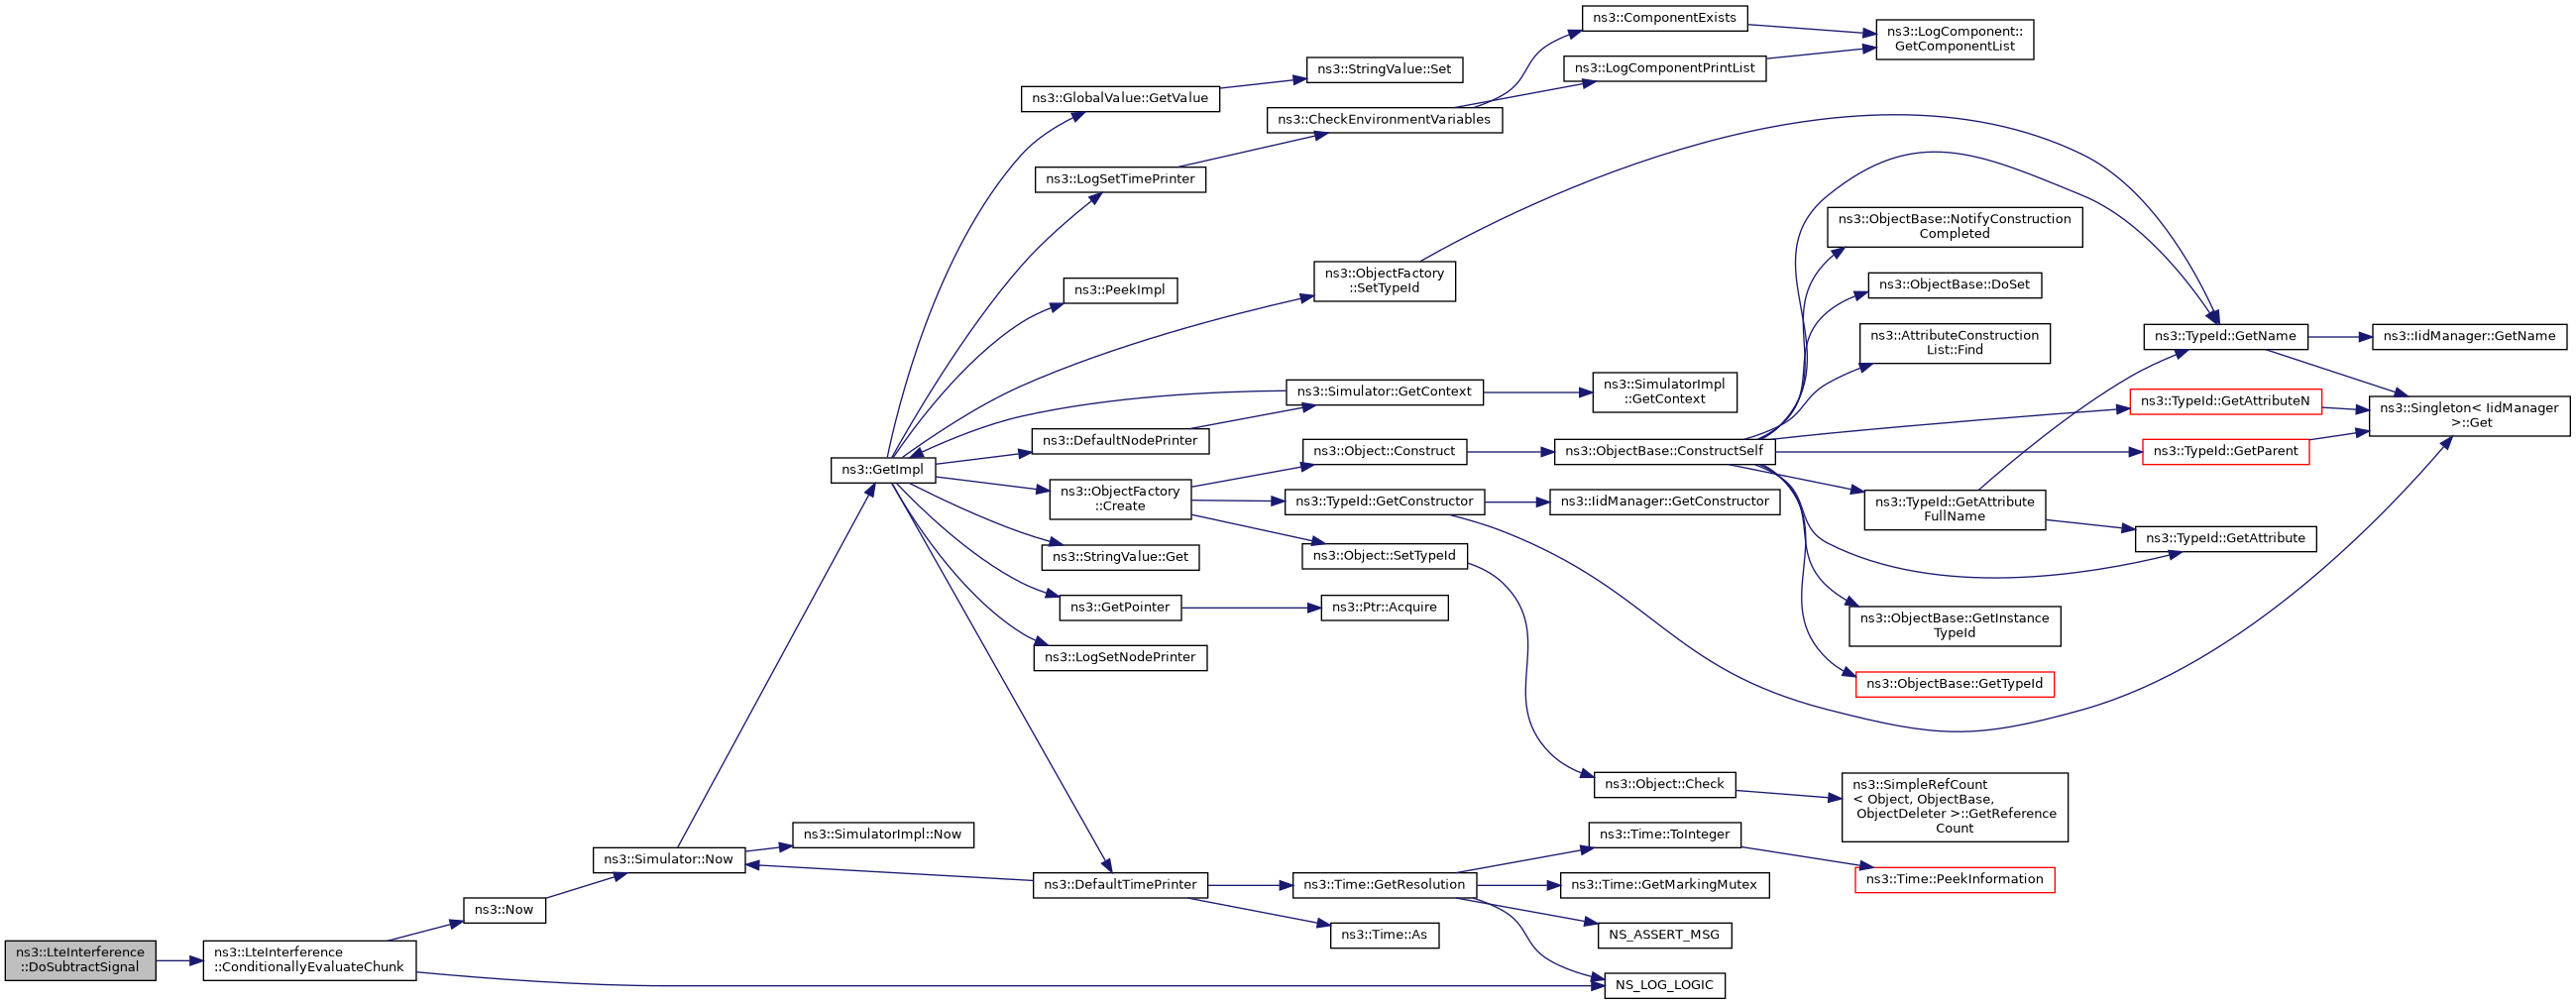 ns3::LteInterference
::DoSubtractSignal
ns3::LteInterference
::ConditionallyEvaluateChunk
ns3::Now
ns3::Simulator::Now
ns3::SimulatorImpl::Now
ns3::GetImpl
ns3::GlobalValue::GetValue
ns3::StringValue::Set
ns3::LogSetTimePrinter
ns3::CheckEnvironmentVariables
ns3::ComponentExists
ns3::LogComponentPrintList
ns3::LogComponent::
GetComponentList
ns3::PeekImpl
ns3::ObjectFactory
::SetTypeId
ns3::DefaultNodePrinter
ns3::Simulator::GetContext
ns3::SimulatorImpl
::GetContext
ns3::ObjectFactory
::Create
ns3::Object::Construct
ns3::TypeId::GetConstructor
ns3::IidManager::GetConstructor
ns3::Object::SetTypeId
ns3::StringValue::Get
ns3::GetPointer
ns3::Ptr::Acquire
ns3::LogSetNodePrinter
ns3::ObjectBase::ConstructSelf
ns3::ObjectBase::NotifyConstruction
Completed
ns3::ObjectBase::DoSet
ns3::AttributeConstruction
List::Find
ns3::TypeId::GetName
ns3::IidManager::GetName
ns3::TypeId::GetAttributeN
ns3::Singleton< IidManager
>::Get
ns3::TypeId::GetParent
ns3::TypeId::GetAttribute
FullName
ns3::TypeId::GetAttribute
ns3::ObjectBase::GetInstance
TypeId
ns3::ObjectBase::GetTypeId
ns3::Object::Check
ns3::SimpleRefCount
< Object, ObjectBase,
ObjectDeleter >::GetReference
Count
ns3::DefaultTimePrinter
ns3::Time::GetResolution
ns3::Time::ToInteger
ns3::Time::PeekInformation
ns3::Time::GetMarkingMutex
ns3::Time::As
NS_ASSERT_MSG
NS_LOG_LOGIC